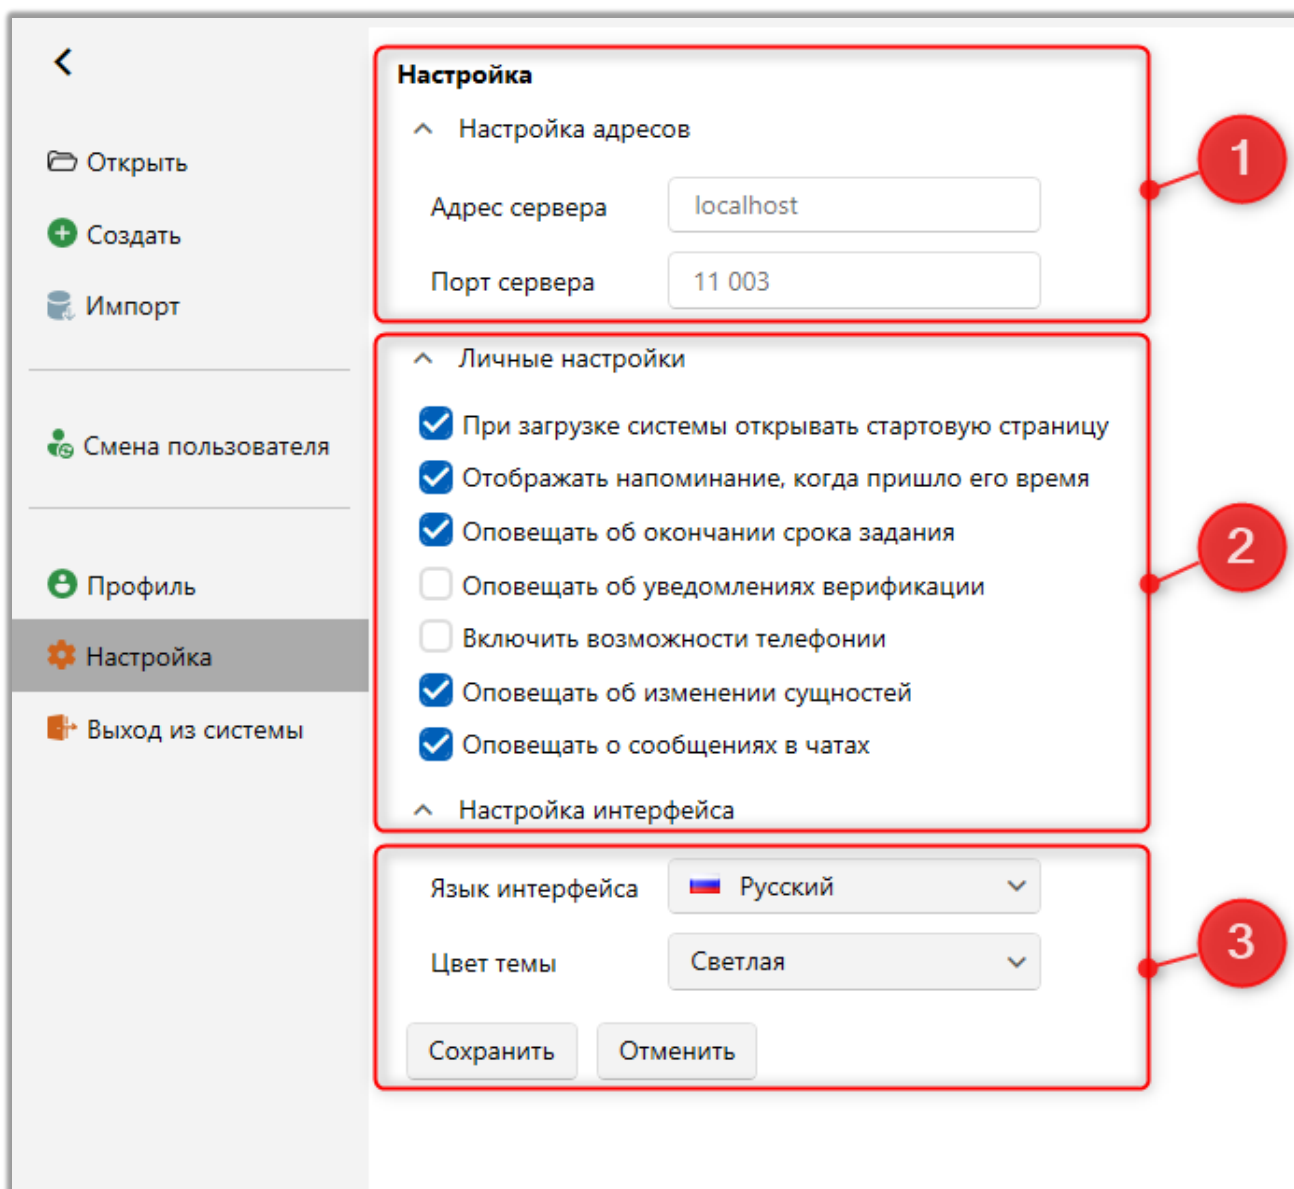 Открыть
Создать
Импорт
Смена пользователя
Профиль
Настройка
Выход из системы
Настройка
Настройка адресов
Адрес сервера localhost
Порт сервера 11 003
1
Личные настройки
При загрузке системы открывать стартовую страницу
Отображать напоминание, когда пришло его время
Оповещать об окончании срока задания
Оповещать об уведомлениях верификации
Включить возможности телефонии
Оповещать об изменении сущностей
Оповещать о сообщениях в чатах
2
Настройка интерфейса
Язык интерфейса Русский
Цвет темы Светлая
3
Сохранить Отменить